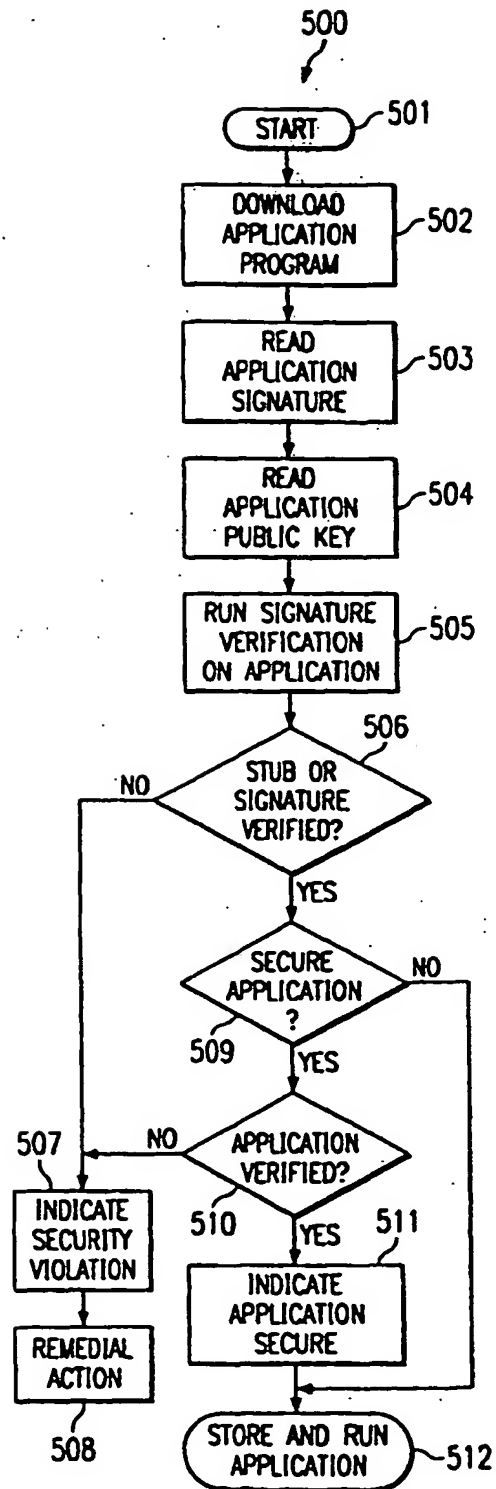 500
START
501
DOWNLOAD
APPLICATION
PROGRAM
502
READ
APPLICATION
SIGNATURE
503
READ
APPLICATION
PUBLIC KEY
504
RUN SIGNATURE
VERIFICATION
ON APPLICATION
505
506
STUB OR
SIGNATURE
VERIFIED?
NO
YES
SECURE
APPLICATION
?
509
NO
YES
APPLICATION
VERIFIED?
510
NO
YES
507
INDICATE
SECURITY
VIOLATION
511
INDICATE
APPLICATION
SECURE
REMEDIAL
ACTION
508
STORE AND RUN
APPLICATION
512